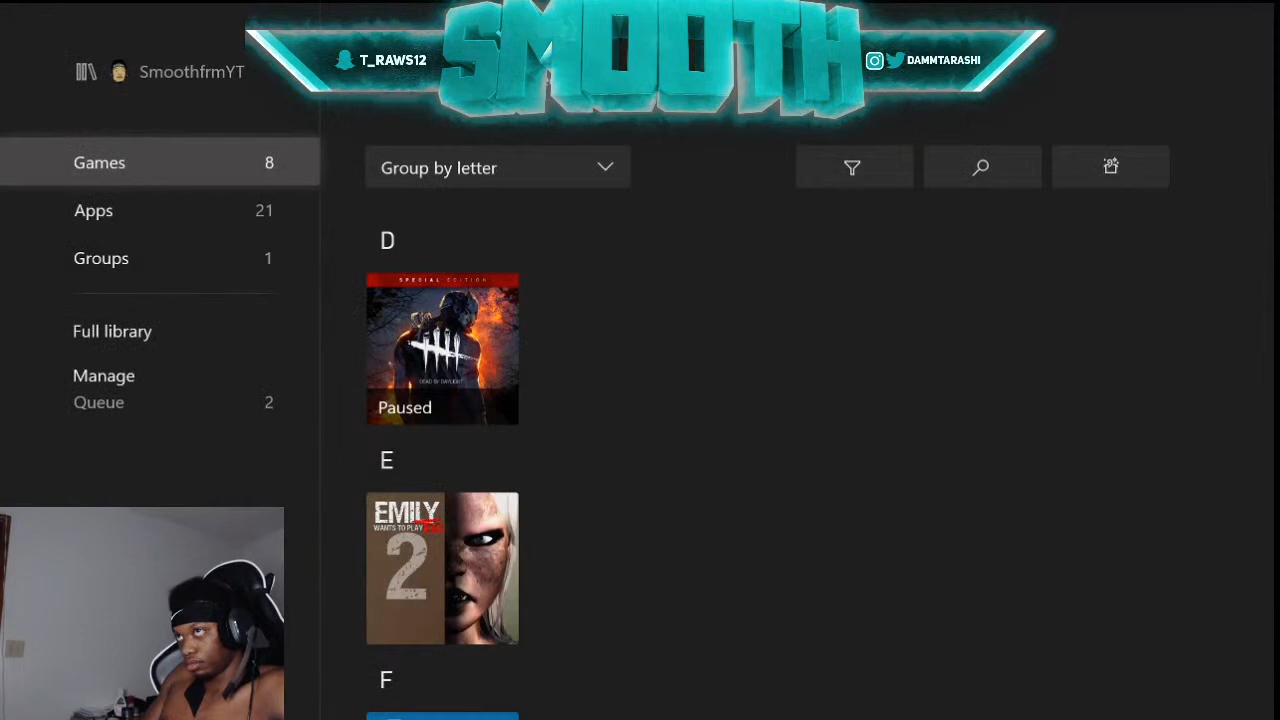 SMOOTH
T_RAWS12
DAMMTARASHI
SmoothfrmYT
Games 8
Apps 21
Groups 1
Full library
Manage
Queue 2
Group by letter
D
SPECIAL EDITION
DEAD BY DAYLIGHT
Paused
E
EMILY
WANTS TO PLAY
2
F